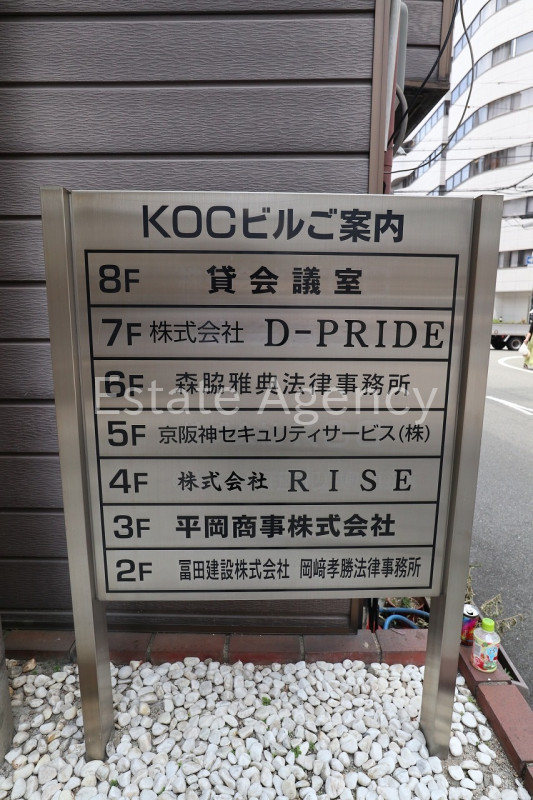 KOCビルご案内
8F 貸会議室
7F 株式会社 D-PRIDE
6F 森脇雅典法律事務所
Estate Agency
5F 京阪神セキュリティサービス(株)
4F 株式会社 RISE
3F 平岡商事株式会社
2F 冨田建設株式会社 岡﨑孝勝法律事務所